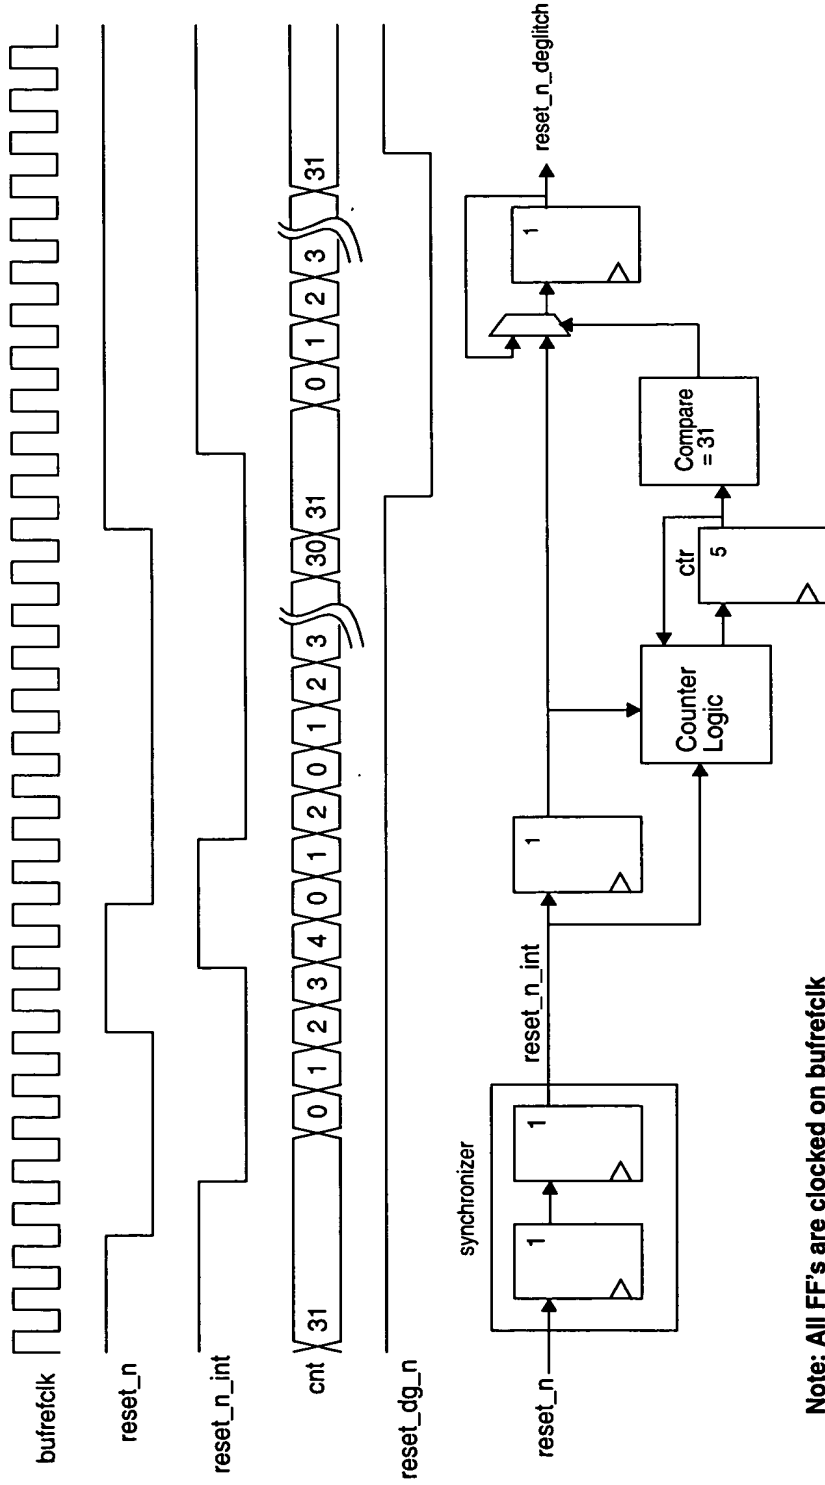 bufrefclk
reset_n
reset_n_int
cnt 31 0 1 2 3 4 0 1 2 0 1 2 3 30 31 0 1 2 3 31
reset_dg_n
synchronizer
reset_n
1
1
reset_n_int
1
Counter
Logic
ctr
5
Compare
= 31
1
reset_n_deglitch
Note: All FF's are clocked on bufrefclk